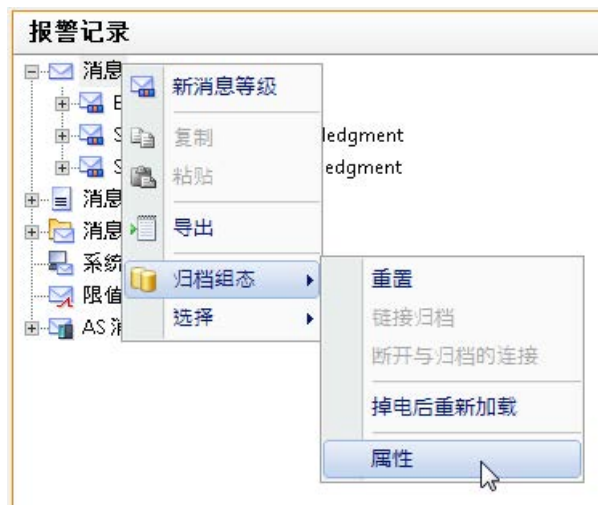 报警记录
消息
新消息等级
E
S
ledgment
复制
S
edgment
粘贴
消息
消息
导出
系统
归档组态
重置
限值
选择
链接归档
AS 消
断开与归档的连接
掉电后重新加载
属性